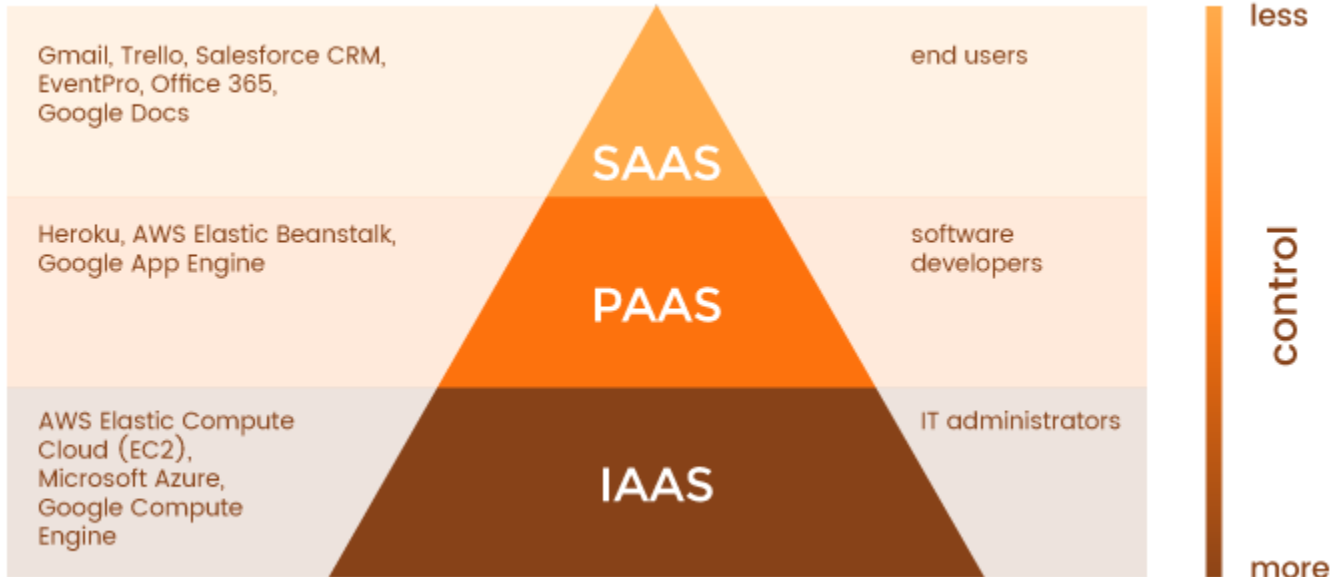 less
Gmail, Trello, Salesforce CRM,
EventPro, Office 365,
Google Docs
end users
SAAS
Heroku, AWS Elastic Beanstalk,
Google App Engine
software
developers
PAAS
control
AWS Elastic Compute
Cloud (EC2),
Microsoft Azure,
Google Compute
Engine
IT administrators
IAAS
more